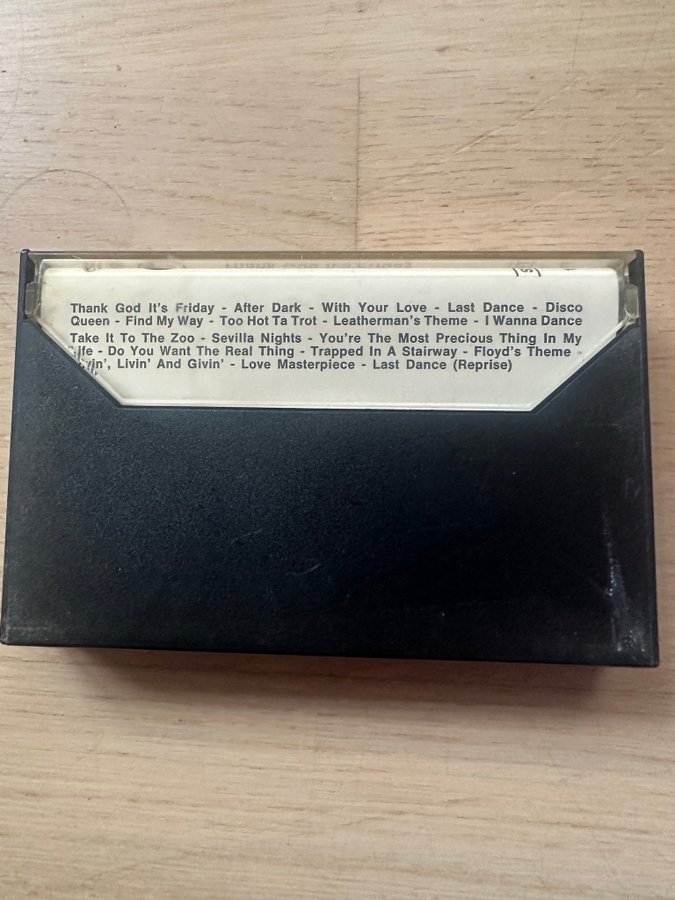 Thank God It's Friday - After Dark - With Your Love - Last Dance - Disco
Queen - Find My Way - Too Hot Ta Trot - Leatherman's Theme - I Wanna Dance
Take It To The Zoo - Sevilla Nights - You're The Most Precious Thing In My
Life - Do You Want The Real Thing - Trapped In A Stairway - Floyd's Theme -
Livin' And Givin' - Love Masterpiece - Last Dance (Reprise)